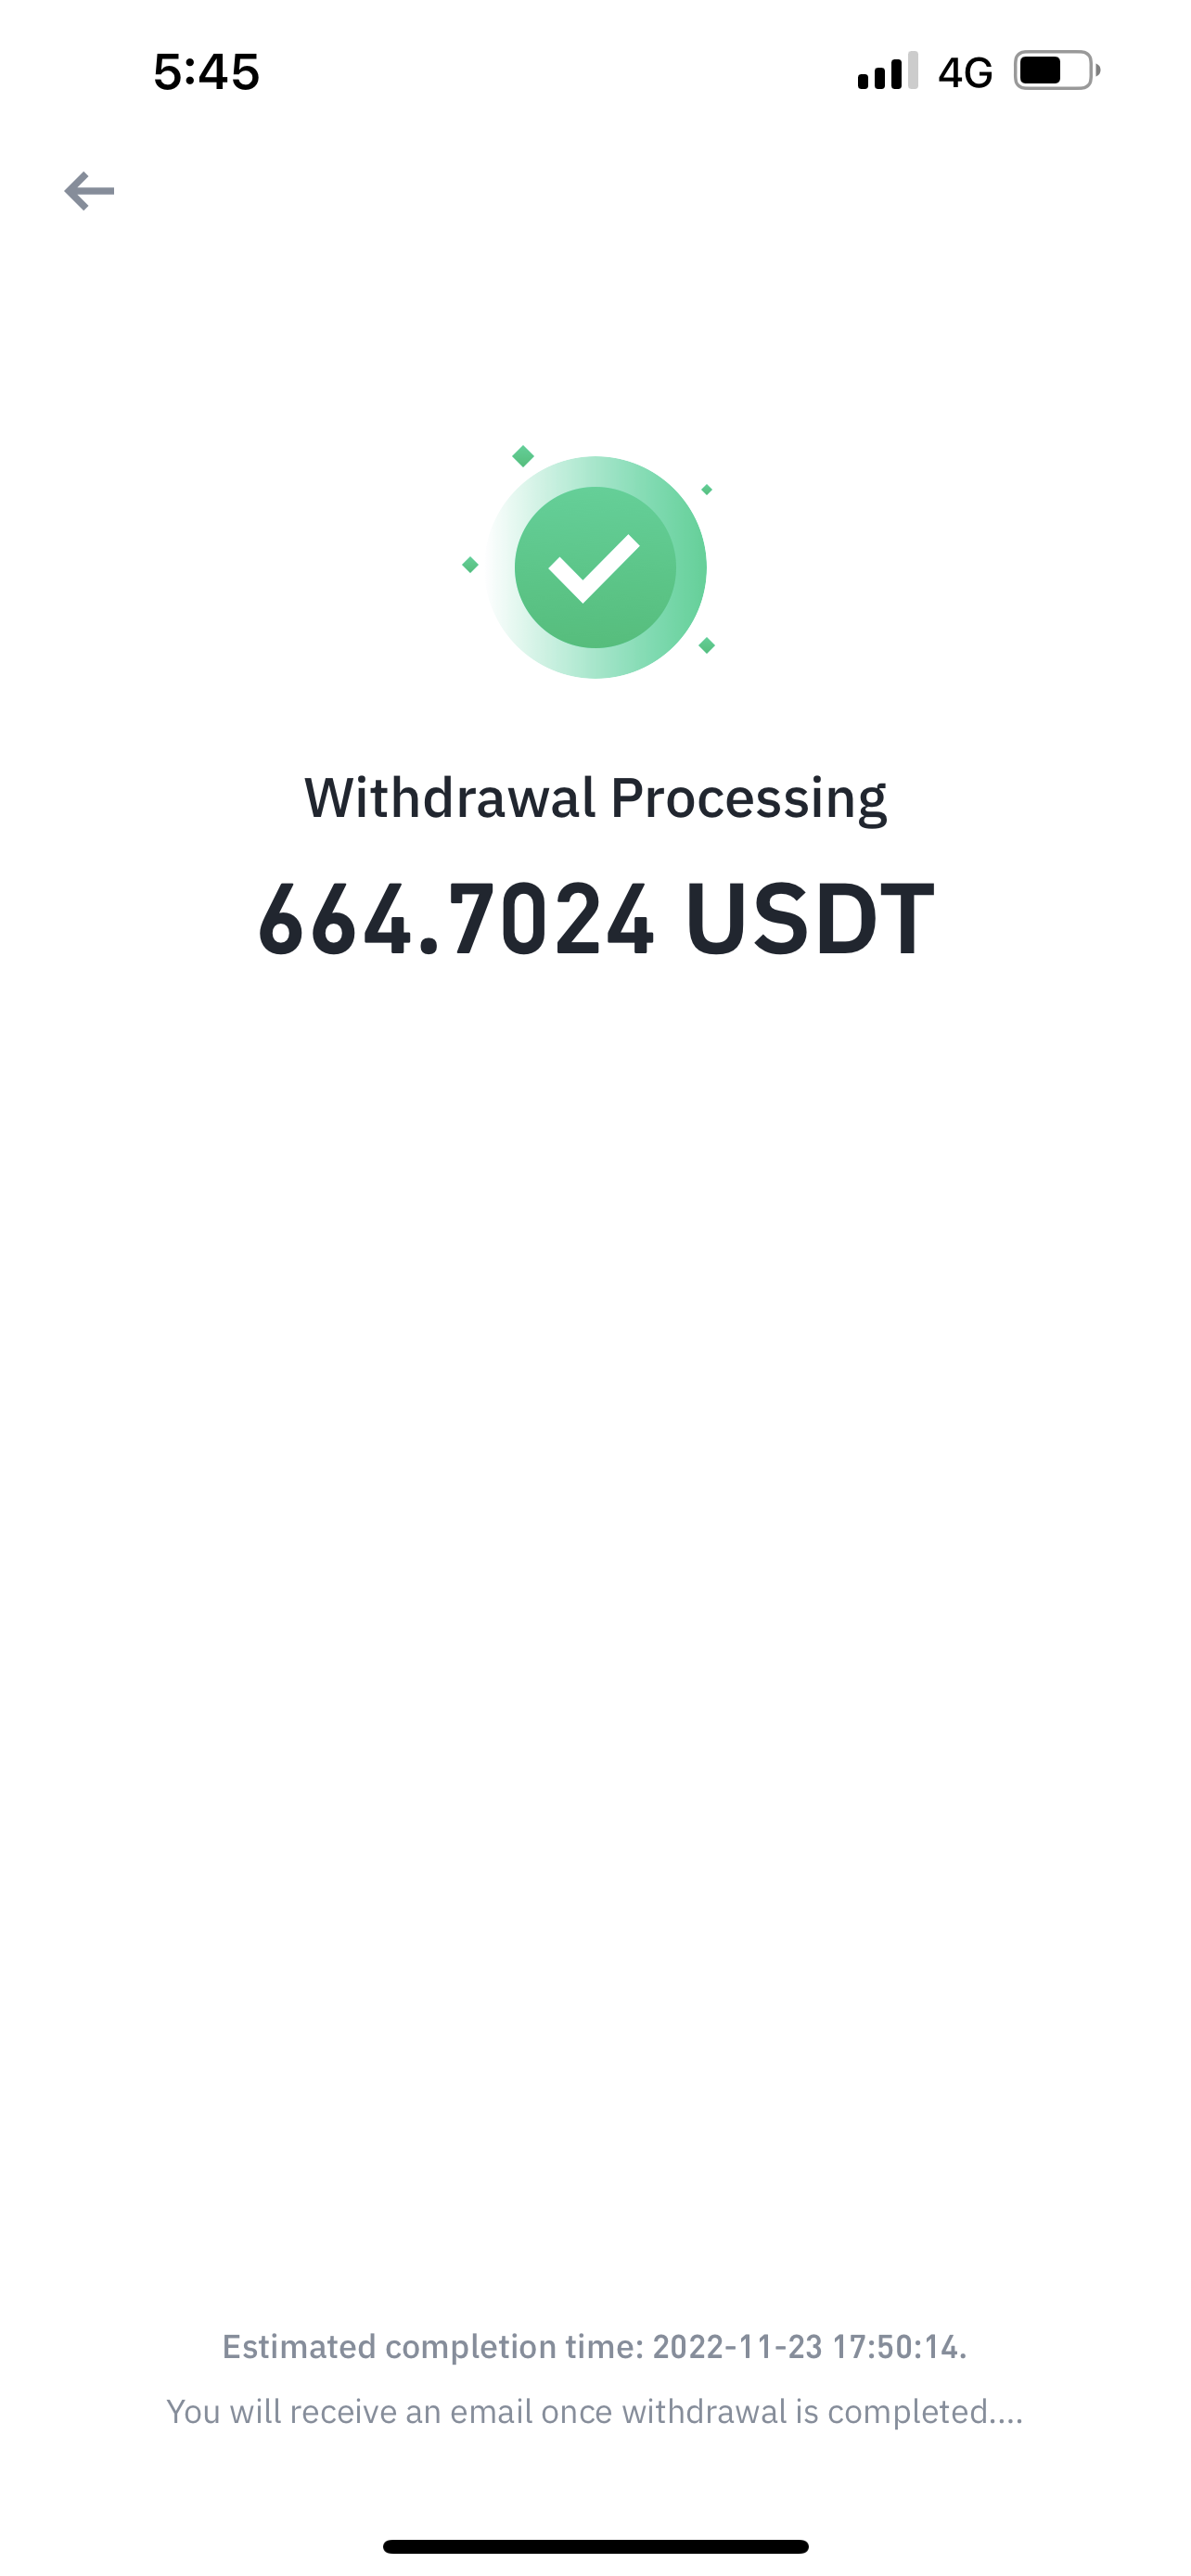 5:45 4G
Withdrawal Processing
664.7024 USDT
Estimated completion time: 2022-11-23 17:50:14.
You will receive an email once withdrawal is completed....